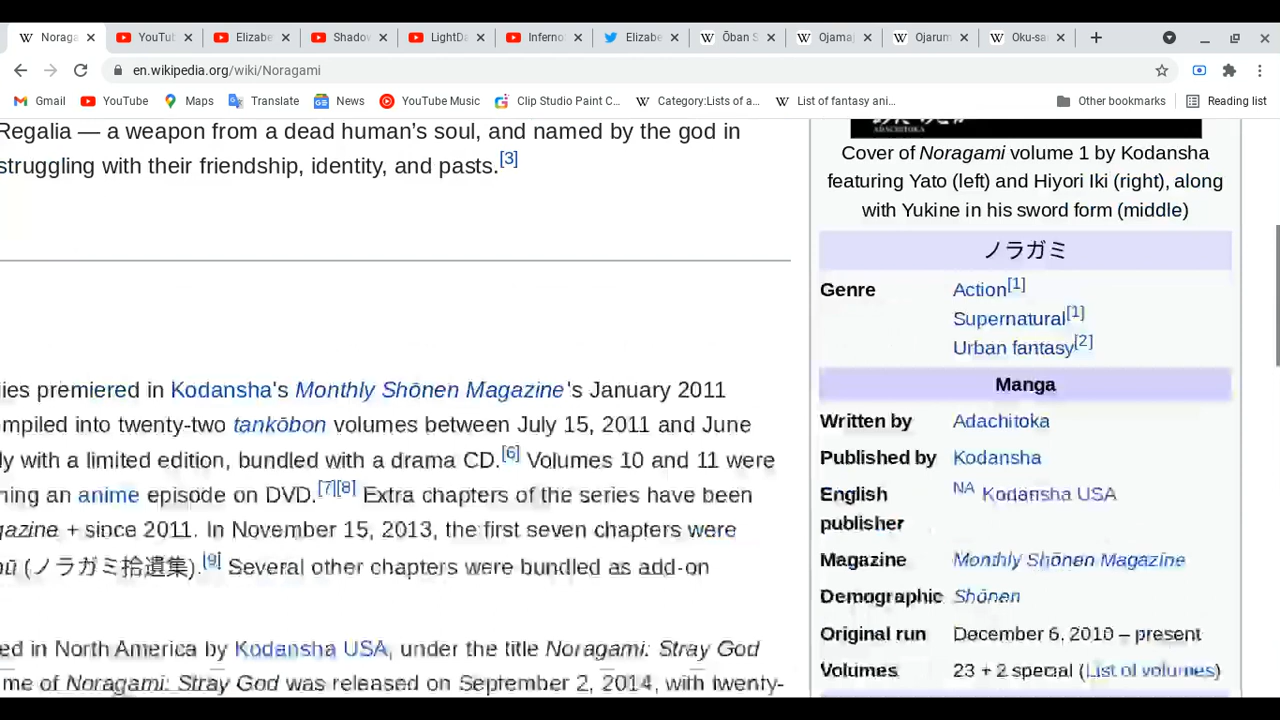 Noraga
YouTub
Elizabe
Shadow
LightDa
Inferno
Elizabe
Ōban S
Ojamaj
Ojarum
Oku-sa
en.wikipedia.org/wiki/Noragami
Gmail
YouTube
Maps
Translate
News
YouTube Music
Clip Studio Paint C...
Category:Lists of a...
List of fantasy ani...
Other bookmarks
Reading list
Regalia — a weapon from a dead human's soul, and named by the god in
struggling with their friendship, identity, and pasts.[3]
ies premiered in Kodansha's Monthly Shōnen Magazine's January 2011
mpiled into twenty-two tankōbon volumes between July 15, 2011 and June
ly with a limited edition, bundled with a drama CD.[6] Volumes 10 and 11 were
ning an anime episode on DVD.[7][8] Extra chapters of the series have been
gazine + since 2011. In November 15, 2013, the first seven chapters were
ū (ノラガミ拾遺集).[9] Several other chapters were bundled as add-on
ed in North America by Kodansha USA, under the title Noragami: Stray God
me of Noragami: Stray God was released on September 2, 2014, with twenty-
ADACHITOKA
Cover of Noragami volume 1 by Kodansha
featuring Yato (left) and Hiyori Iki (right), along
with Yukine in his sword form (middle)
ノラガミ
Genre Action[1]
Supernatural[1]
Urban fantasy[2]
Manga
Written by Adachitoka
Published by Kodansha
English NA Kodansha USA
publisher
Magazine Monthly Shōnen Magazine
Demographic Shōnen
Original run December 6, 2010 – present
Volumes 23 + 2 special (List of volumes)